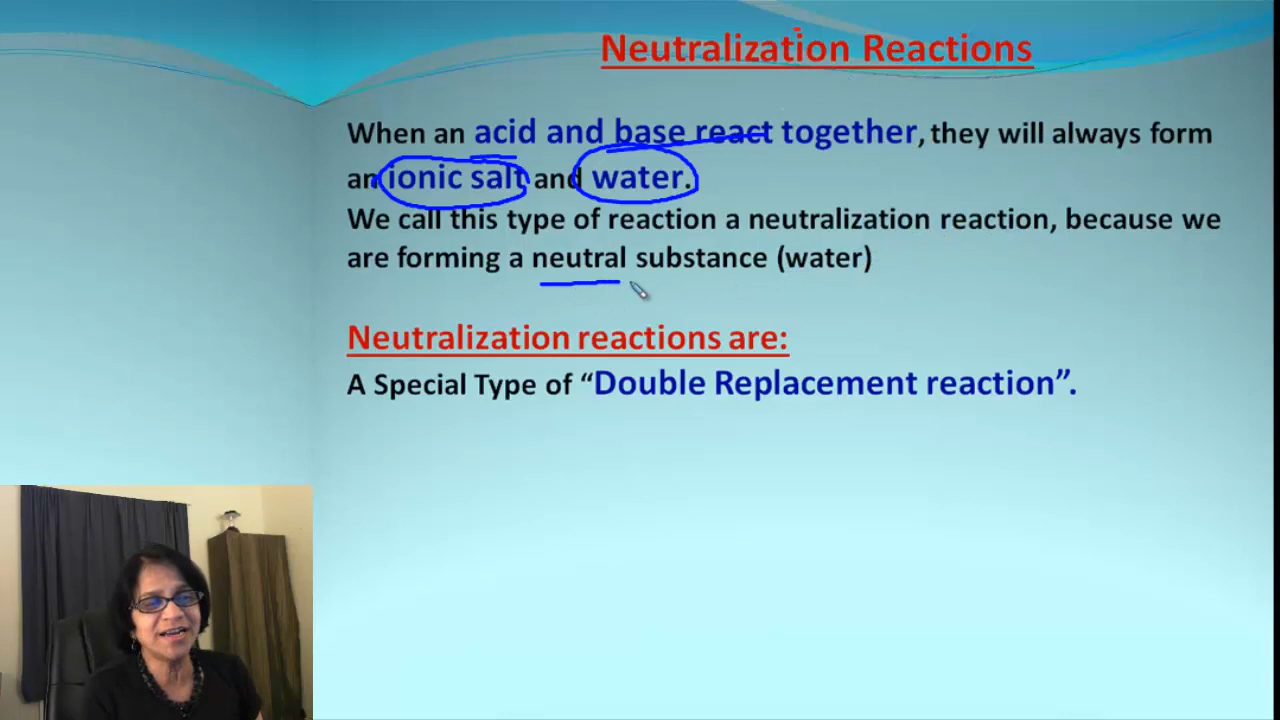 Neutralization Reactions
When an acid and base react together, they will always form
an ionic salt and water.
We call this type of reaction a neutralization reaction, because we
are forming a neutral substance (water)
Neutralization reactions are:
A Special Type of “Double Replacement reaction”.